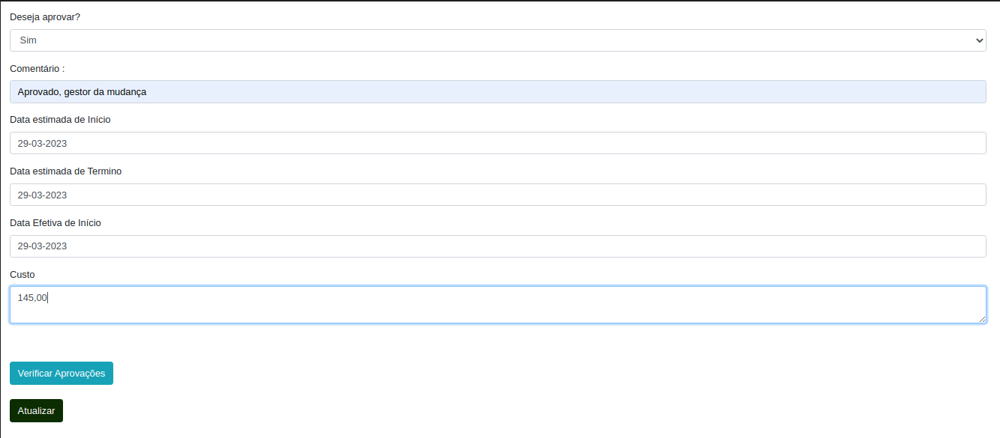 Deseja aprovar?
Sim
Comentário :
Aprovado, gestor da mudança
Data estimada de Início
29-03-2023
Data estimada de Termino
29-03-2023
Data Efetiva de Início
29-03-2023
Custo
145,00
Verificar Aprovações
Atualizar